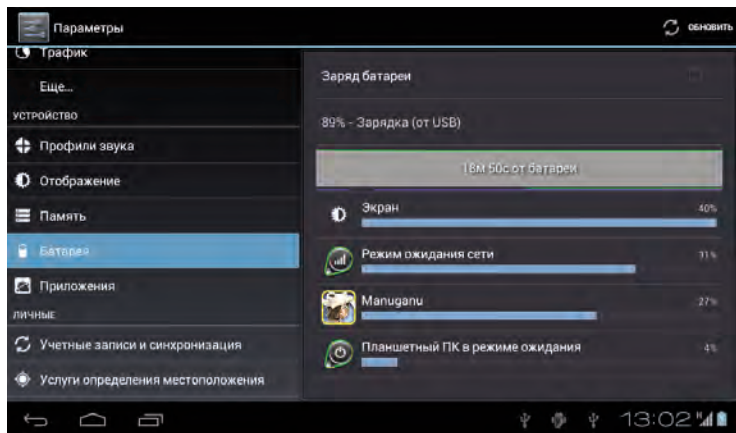 Параметры
ОБНОВИТЬ
Трафик
Еще...
УСТРОЙСТВО
Профили звука
Отображение
Память
Батарея
Приложения
ЛИЧНЫЕ
Учетные записи и синхронизация
Услуги определения местоположения
Заряд батареи
89% - Зарядка (от USB)
18м 50с от батареи
Экран
40%
Режим ожидания сети
31%
Manuganu
27%
Планшетный ПК в режиме ожидания
4%
13:02
H